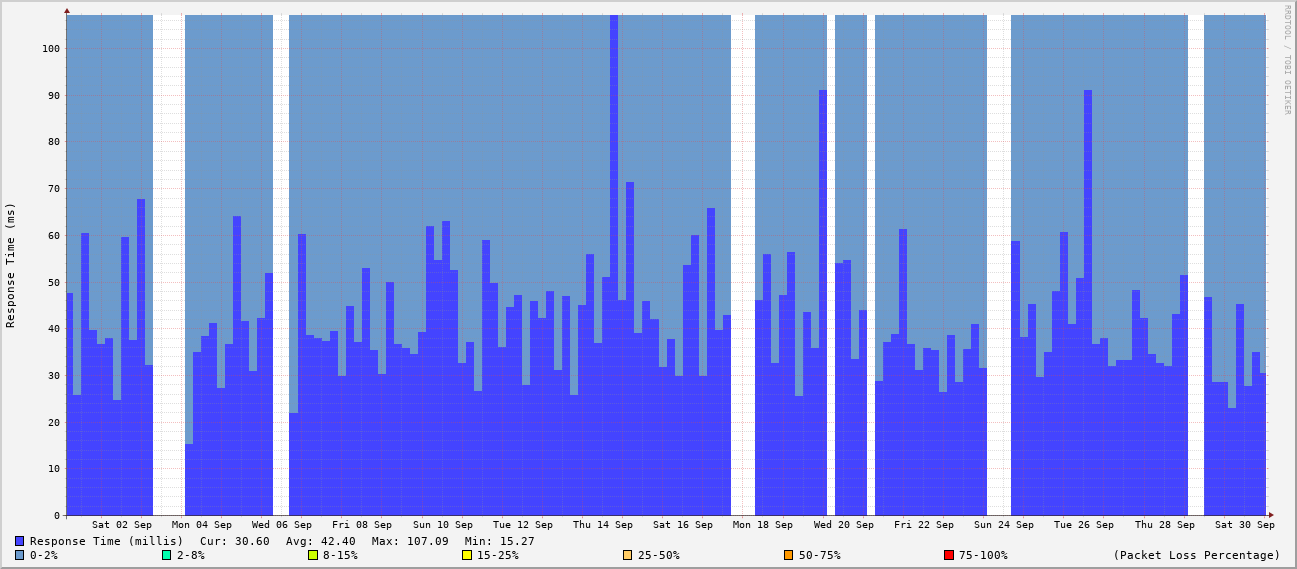 RRDTOOL / TOBI OETIKER
Response Time (ms)
100
90
80
70
60
50
40
30
20
10
0
Sat 02 Sep Mon 04 Sep Wed 06 Sep Fri 08 Sep Sun 10 Sep Tue 12 Sep Thu 14 Sep Sat 16 Sep Mon 18 Sep Wed 20 Sep Fri 22 Sep Sun 24 Sep Tue 26 Sep Thu 28 Sep Sat 30 Sep
Response Time (millis) Cur: 30.60 Avg: 42.40 Max: 107.09 Min: 15.27
0-2% 2-8% 8-15% 15-25% 25-50% 50-75% 75-100% (Packet Loss Percentage)